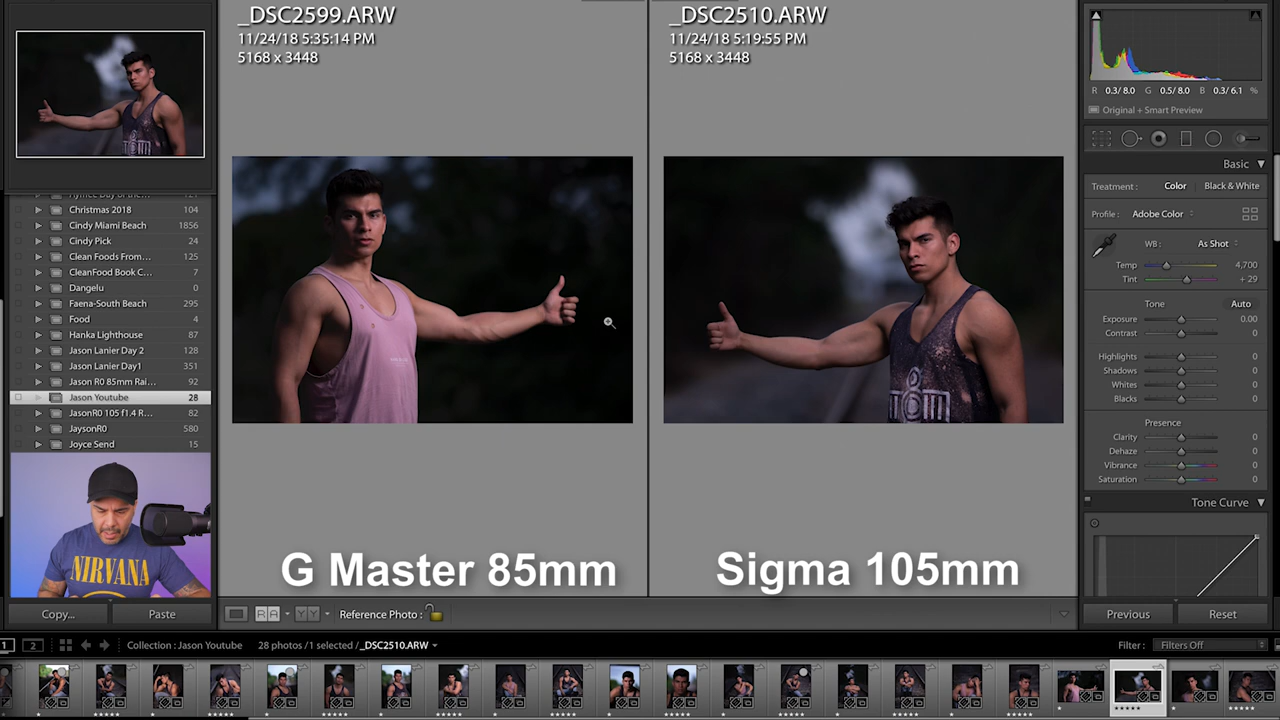 _DSC2599.ARW
11/24/18 5:35:14 PM
5168 x 3448
_DSC2510.ARW
11/24/18 5:19:55 PM
5168 x 3448
G Master 85mm
Sigma 105mm
Christmas 2018 104
Cindy Miami Beach 1856
Cindy Pick 24
Clean Foods From... 125
CleanFood Book C... 7
Dangelu 0
Faena-South Beach 295
Food 4
Hanka Lighthouse 87
Jason Lanier Day 2 128
Jason Lanier Day1 351
Jason R0 85mm Rai... 92
Jason Youtube 28
JasonR0 105 f1.4 R... 82
JaysonR0 580
Joyce Send 15
NIRVANA
Copy...
Paste
R A
Y Y
Reference Photo :
R 0.3/ 8.0 G 0.5/ 8.0 B 0.3/ 6.1 %
Original + Smart Preview
Basic
Treatment : Color Black & White
Profile : Adobe Color
WB : As Shot
Temp 4,700
Tint + 29
Tone Auto
Exposure 0.00
Contrast 0
Highlights 0
Shadows 0
Whites 0
Blacks 0
Presence
Clarity 0
Dehaze 0
Vibrance 0
Saturation 0
Tone Curve
Previous
Reset
1 2
Collection : Jason Youtube
28 photos / 1 selected / _DSC2510.ARW
Filter : Filters Off